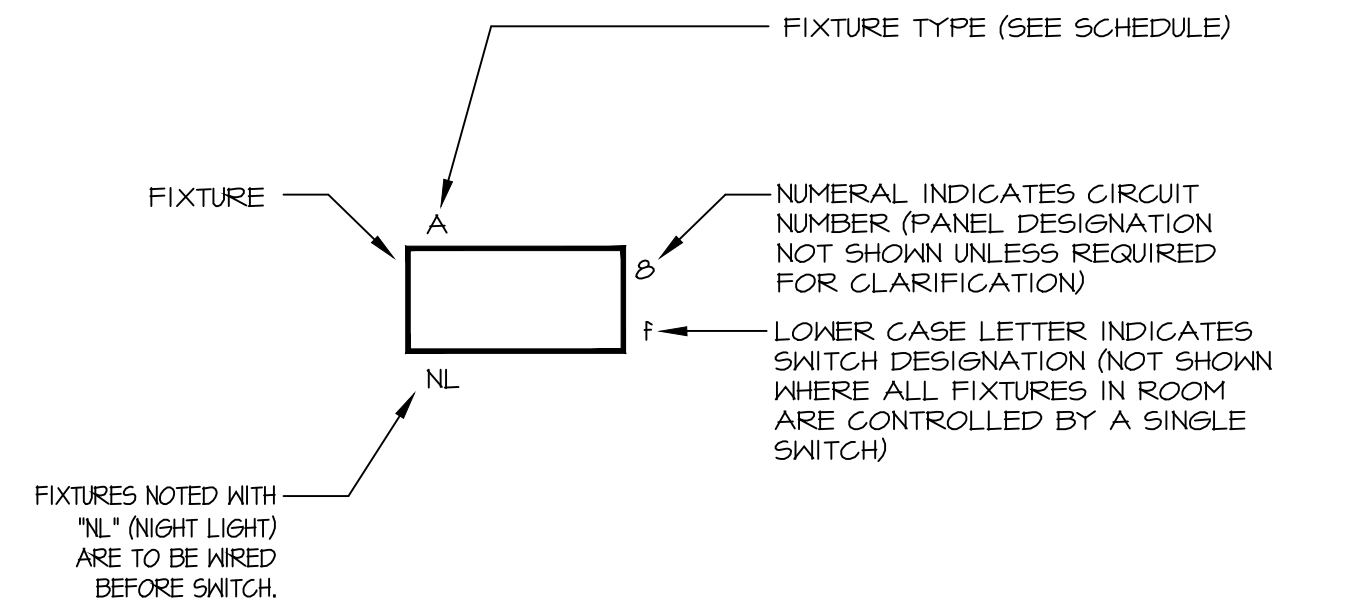 FIXTURE TYPE (SEE SCHEDULE)
FIXTURE
A
NUMERAL INDICATES CIRCUIT
NUMBER (PANEL DESIGNATION
NOT SHOWN UNLESS REQUIRED
FOR CLARIFICATION)
8
f
LOWER CASE LETTER INDICATES
SWITCH DESIGNATION (NOT SHOWN
WHERE ALL FIXTURES IN ROOM
ARE CONTROLLED BY A SINGLE
SWITCH)
NL
FIXTURES NOTED WITH
"NL" (NIGHT LIGHT)
ARE TO BE WIRED
BEFORE SWITCH.